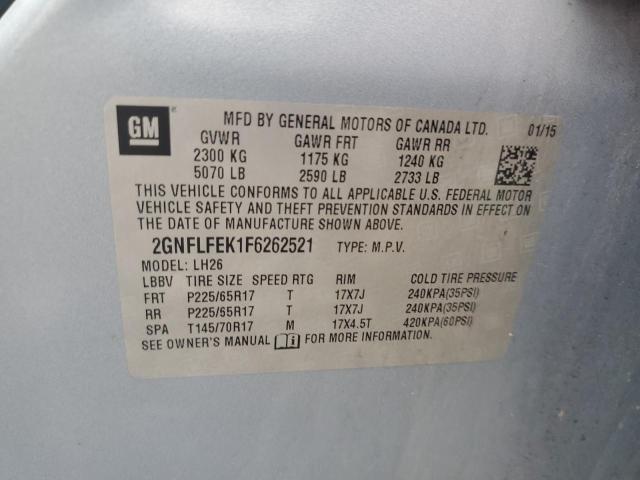 GM
MFD BY GENERAL MOTORS OF CANADA LTD. 01/15
GVWR GAWR FRT GAWR RR
2300 KG 1175 KG 1240 KG
5070 LB 2590 LB 2733 LB
THIS VEHICLE CONFORMS TO ALL APPLICABLE U.S. FEDERAL MOTOR
VEHICLE SAFETY AND THEFT PREVENTION STANDARDS IN EFFECT ON
THE DATE OF MANUFACTURE SHOWN ABOVE.
2GNFLFEK1F6262521 TYPE: M.P.V.
MODEL: LH26
LBBV TIRE SIZE SPEED RTG RIM COLD TIRE PRESSURE
FRT P225/65R17 T 17X7J 240KPA(35PSI)
RR P225/65R17 T 17X7J 240KPA(35PSI)
SPA T145/70R17 M 17X4.5T 420KPA(60PSI)
SEE OWNER'S MANUAL FOR MORE INFORMATION.